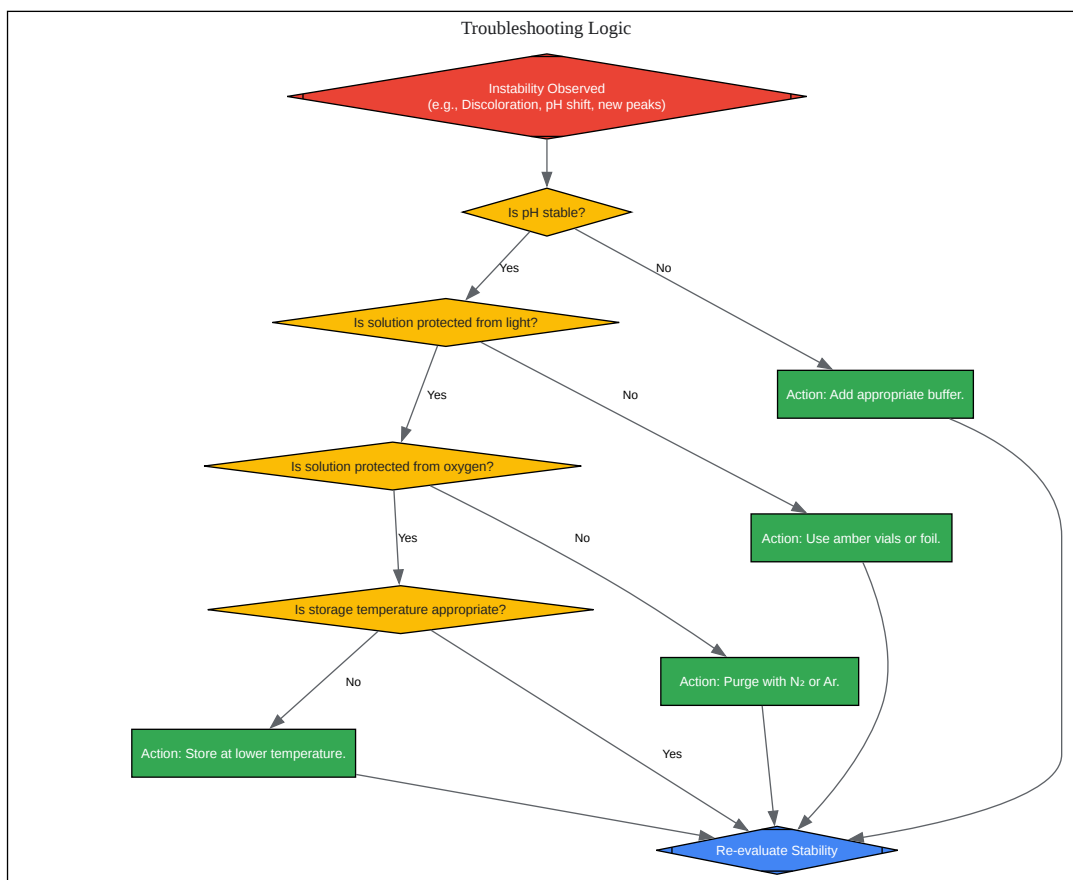 Troubleshooting Logic
Instability Observed
(e.g., Discoloration, pH shift, new peaks)
Is pH stable?
Yes
No
Is solution protected from light?
Action: Add appropriate buffer.
Yes
No
Is solution protected from oxygen?
Action: Use amber vials or foil.
Yes
No
Is storage temperature appropriate?
Action: Purge with N₂ or Ar.
No
Action: Store at lower temperature.
Yes
Re-evaluate Stability